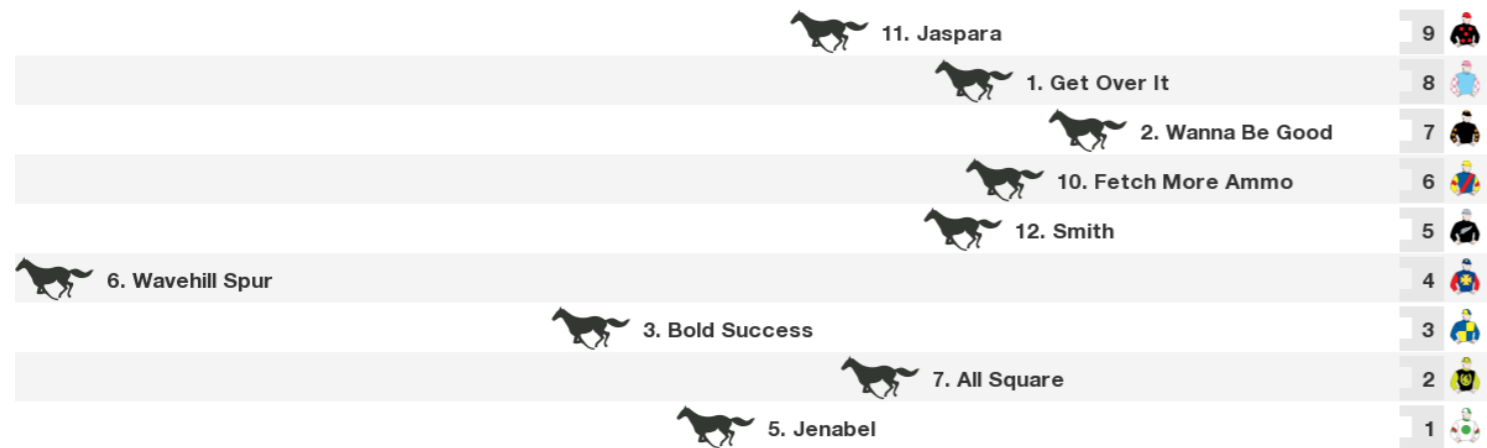 11. Jaspara 9
1. Get Over It 8
2. Wanna Be Good 7
10. Fetch More Ammo 6
12. Smith 5
6. Wavehill Spur 4
3. Bold Success 3
7. All Square 2
5. Jenabel 1